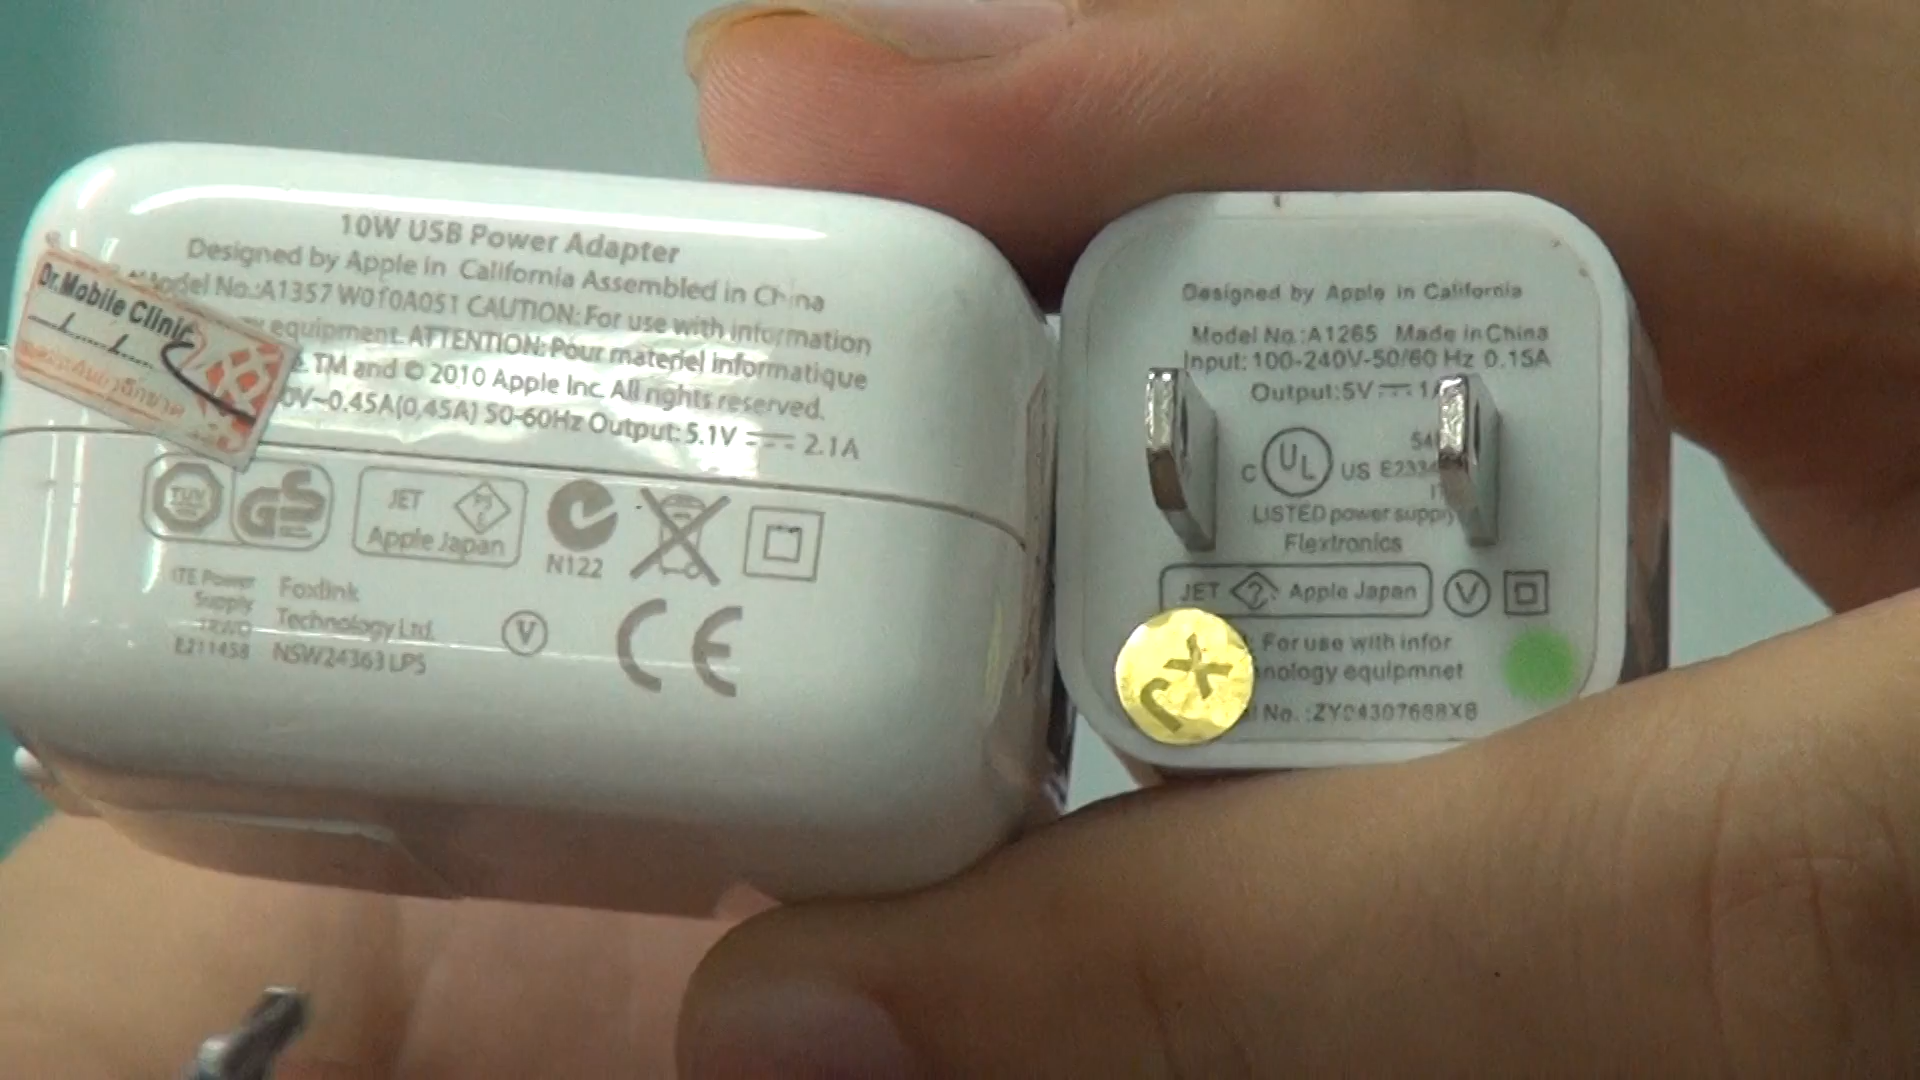 10W USB Power Adapter
Designed by Apple in California Assembled in China
Model No.:A1357 W010A051 CAUTION: For use with information
equipment. ATTENTION: Pour materiel informatique
TM and © 2010 Apple Inc. All rights reserved.
0V~0.45A(0,45A) 50-60Hz Output: 5.1V 2.1A
Dr.Mobile Clinic
TUV
GS
JET
Apple Japan
N122
ITE Power
Supply
E211458
Foxlink
Technology Ltd.
NSW24363 LPS
V
CE
Designed by Apple in California
Model No.:A1265 Made in China
Input: 100-240V-50/60 Hz 0.15A
Output:5V 1
C UL US
LISTED power supply
Flextronics
JET Apple Japan V
For use with infor
nology equipmnet
No.